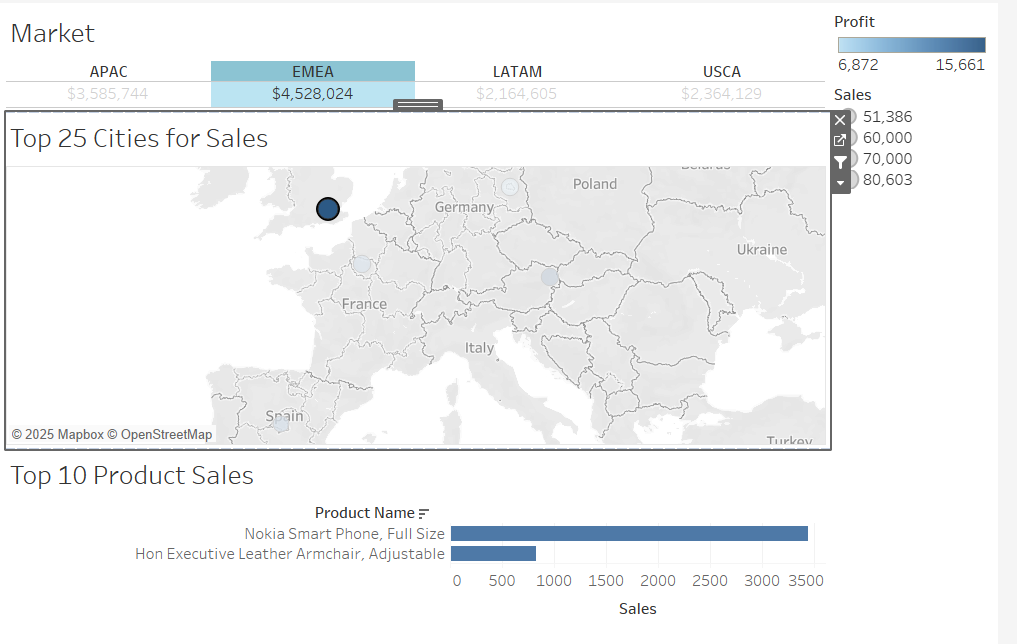 Market
Profit
6,872 15,661
APAC EMEA LATAM USCA
$3,585,744 $4,528,024 $2,164,605 $2,364,129
Sales
51,386
60,000
70,000
80,603
Top 25 Cities for Sales
Poland
Germany
Ukraine
France
Italy
Spain
Turkey
© 2025 Mapbox © OpenStreetMap
Top 10 Product Sales
Product Name
Nokia Smart Phone, Full Size
Hon Executive Leather Armchair, Adjustable
0 500 1000 1500 2000 2500 3000 3500
Sales